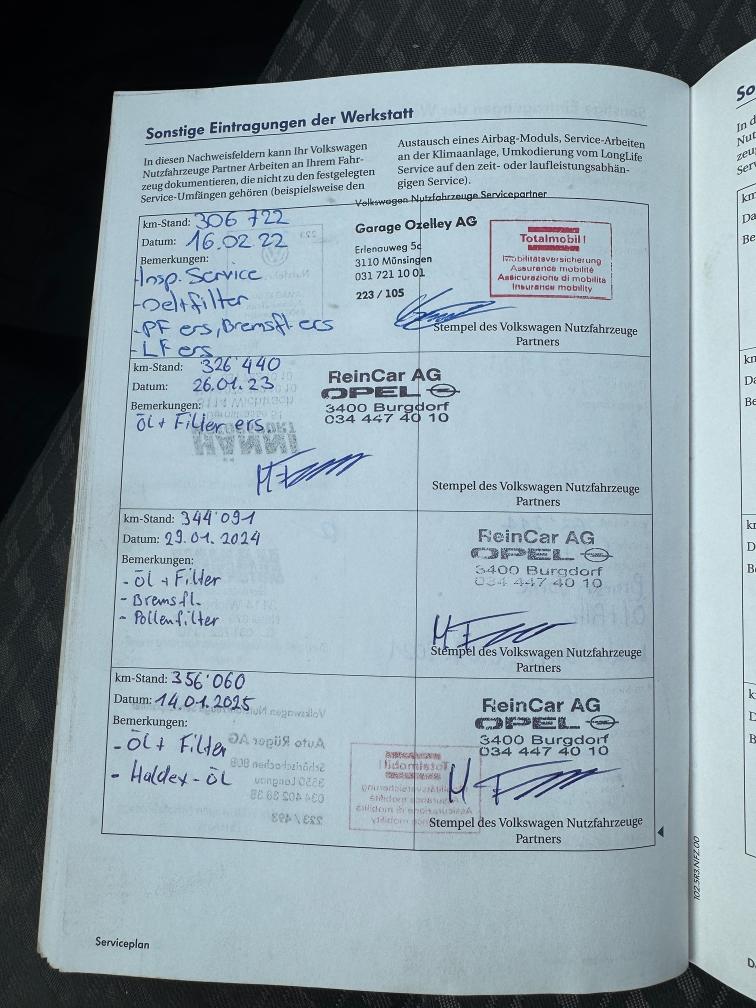 Sonstige Eintragungen der Werkstatt
In diesen Nachweisfeldern kann Ihr Volkswagen
Nutzfahrzeuge Partner Arbeiten an Ihrem Fahr-
zeug dokumentieren, die nicht zu den festgelegten
Service-Umfängen gehören (beispielsweise den
Austausch eines Airbag-Moduls, Service-Arbeiten
an der Klimaanlage, Umkodierung vom LongLife
Service auf den zeit- oder laufleistungsabhän-
gigen Service).
km-Stand: 306 722
Datum: 16.02.22
Bemerkungen:
-Insp. Service
-Oelfilter
-PF ers, Bremsfl ers
-LF ers
Volkswagen Nutzfahrzeuge Servicepartner
Garage Ozelley AG
Erlenauweg 5c
3110 Münsingen
031 721 10 01
223 / 105
Totalmobil!
Mobilitätsversicherung
Assurance mobilité
Assicurazione di mobilità
Insurance mobility
Stempel des Volkswagen Nutzfahrzeuge
Partners
km-Stand: 326'440
Datum: 26.01.23
Bemerkungen:
Öl + Filter ers.
ReinCar AG
OPEL
3400 Burgdorf
034 447 40 10
Stempel des Volkswagen Nutzfahrzeuge
Partners
km-Stand: 344'091
Datum: 29.01.2024
Bemerkungen:
- Öl + Filter
- Bremsfl.
- Pollenfilter
ReinCar AG
OPEL
3400 Burgdorf
034 447 40 10
Stempel des Volkswagen Nutzfahrzeuge
Partners
km-Stand: 356'060
Datum: 14.01.2025
Bemerkungen:
- Öl + Filter
- Haldex-Öl
ReinCar AG
OPEL
3400 Burgdorf
034 447 40 10
Stempel des Volkswagen Nutzfahrzeuge
Partners
102.5R3.NFZ.00
Serviceplan